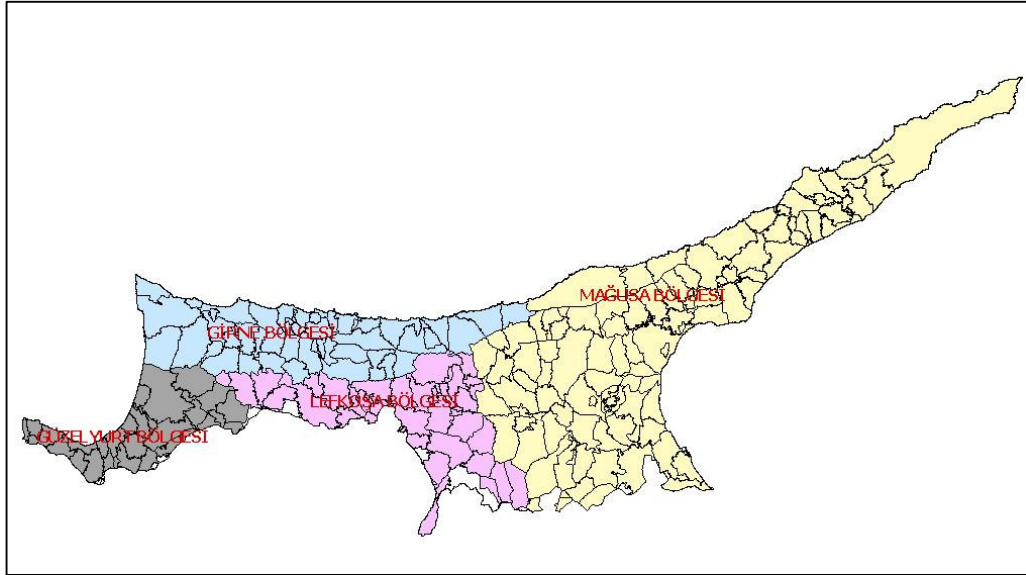 MAĞUSA BÖLGESİ
GİRNE BÖLGESİ
LEFKOŞA BÖLGESİ
GÜZELYURT BÖLGESİ